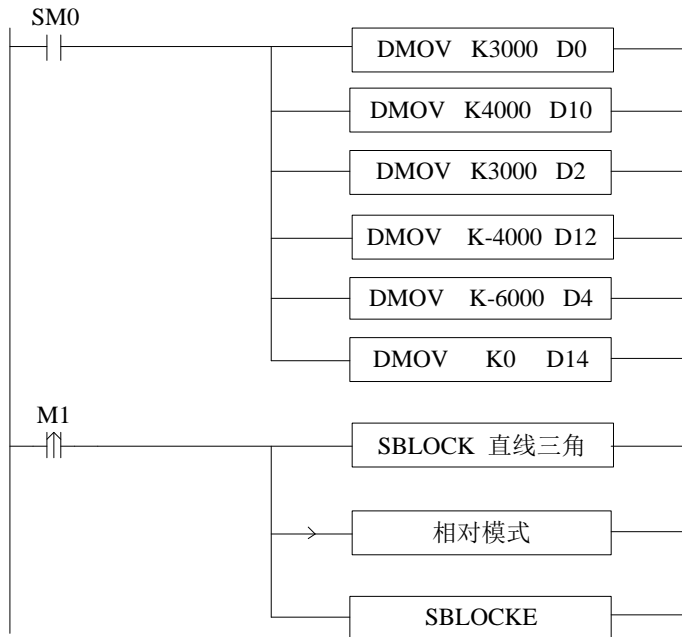 SM0
DMOV K3000 D0
DMOV K4000 D10
DMOV K3000 D2
DMOV K-4000 D12
DMOV K-6000 D4
DMOV K0 D14
M1
SBLOCK 直线三角
相对模式
SBLOCKE